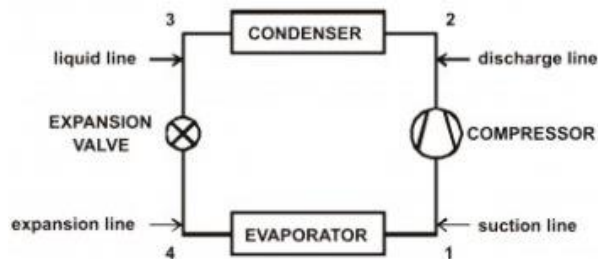 3
2
CONDENSER
liquid line
discharge line
EXPANSION
VALVE
COMPRESSOR
expansion line
suction line
EVAPORATOR
4
1